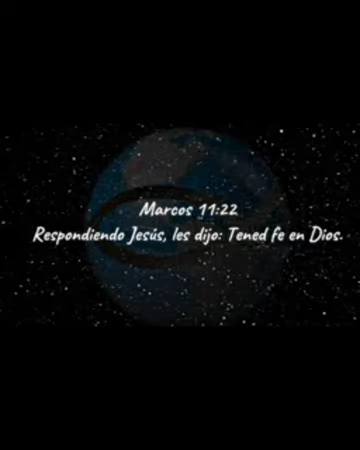 Marcos 11:22
Respondiendo Jesús, les dijo: Tened fe en Dios.